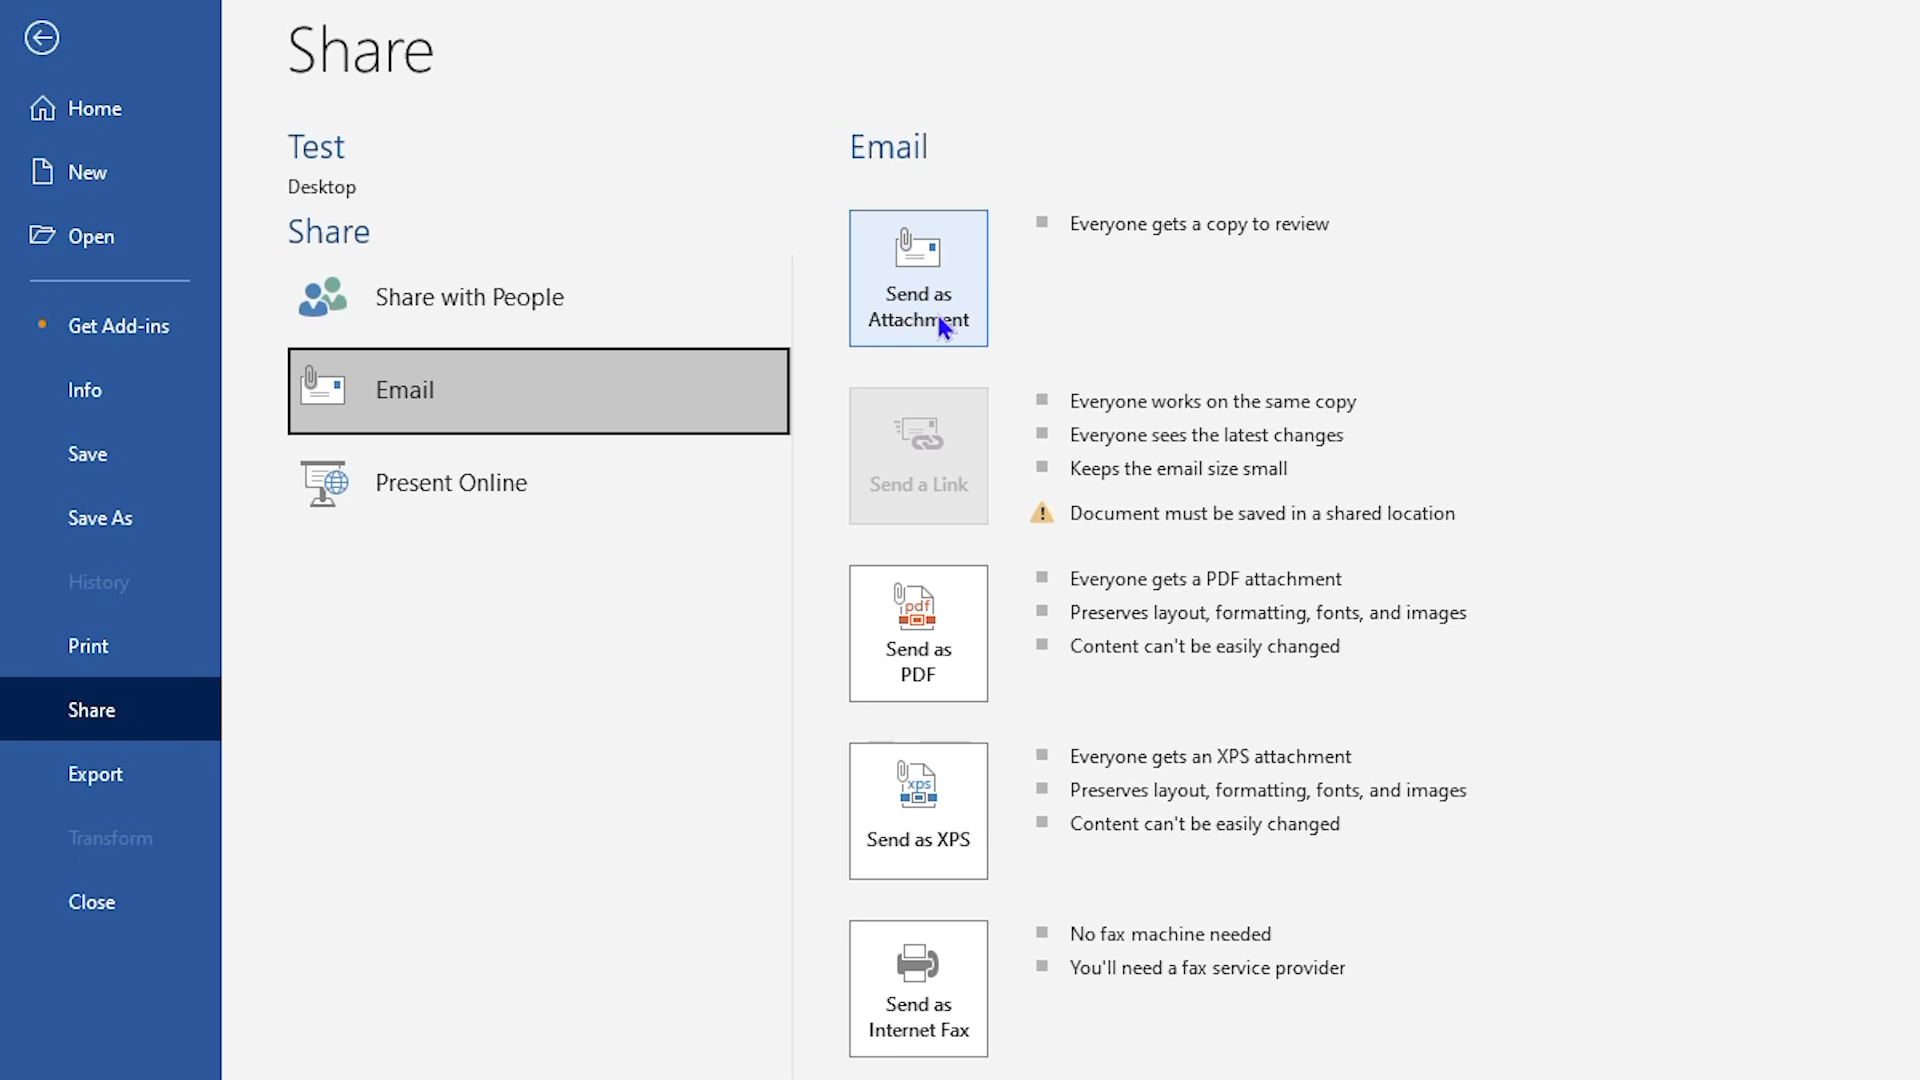 Share
Home
New
Open
Get Add-ins
Info
Save
Save As
History
Print
Share
Export
Transform
Close
Test
Desktop
Share
Share with People
Email
Present Online
Email
Send as
Attachment
Everyone gets a copy to review
Send a Link
Everyone works on the same copy
Everyone sees the latest changes
Keeps the email size small
Document must be saved in a shared location
pdf
Send as
PDF
Everyone gets a PDF attachment
Preserves layout, formatting, fonts, and images
Content can't be easily changed
xps
Send as XPS
Everyone gets an XPS attachment
Preserves layout, formatting, fonts, and images
Content can't be easily changed
Send as
Internet Fax
No fax machine needed
You'll need a fax service provider